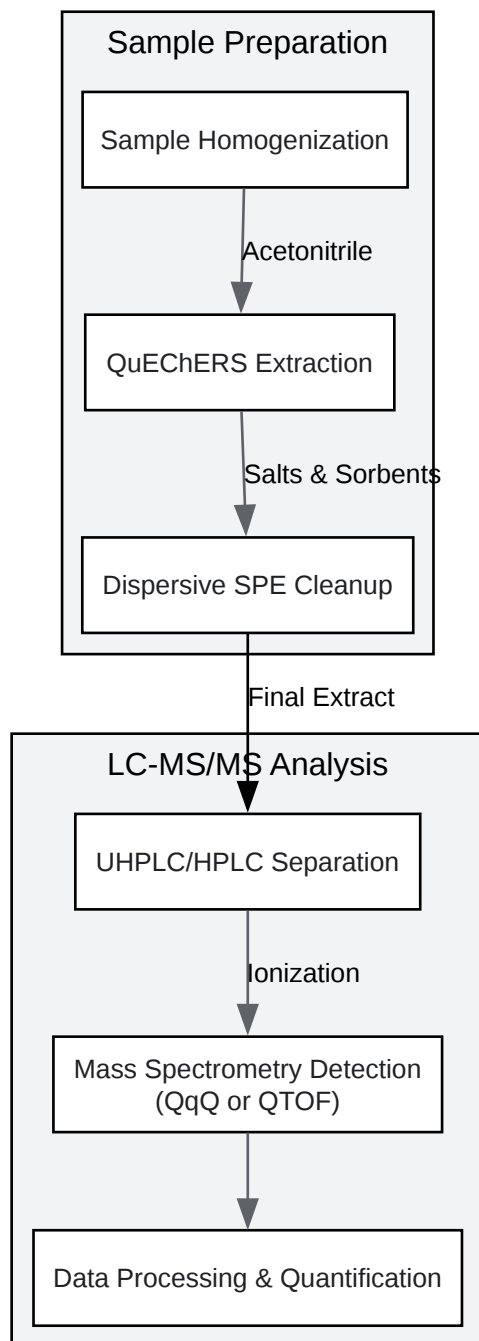 Sample Preparation
Sample Homogenization
Acetonitrile
QuEChERS Extraction
Salts & Sorbents
Dispersive SPE Cleanup
Final Extract
LC-MS/MS Analysis
UHPLC/HPLC Separation
Ionization
Mass Spectrometry Detection
(QqQ or QTOF)
Data Processing & Quantification